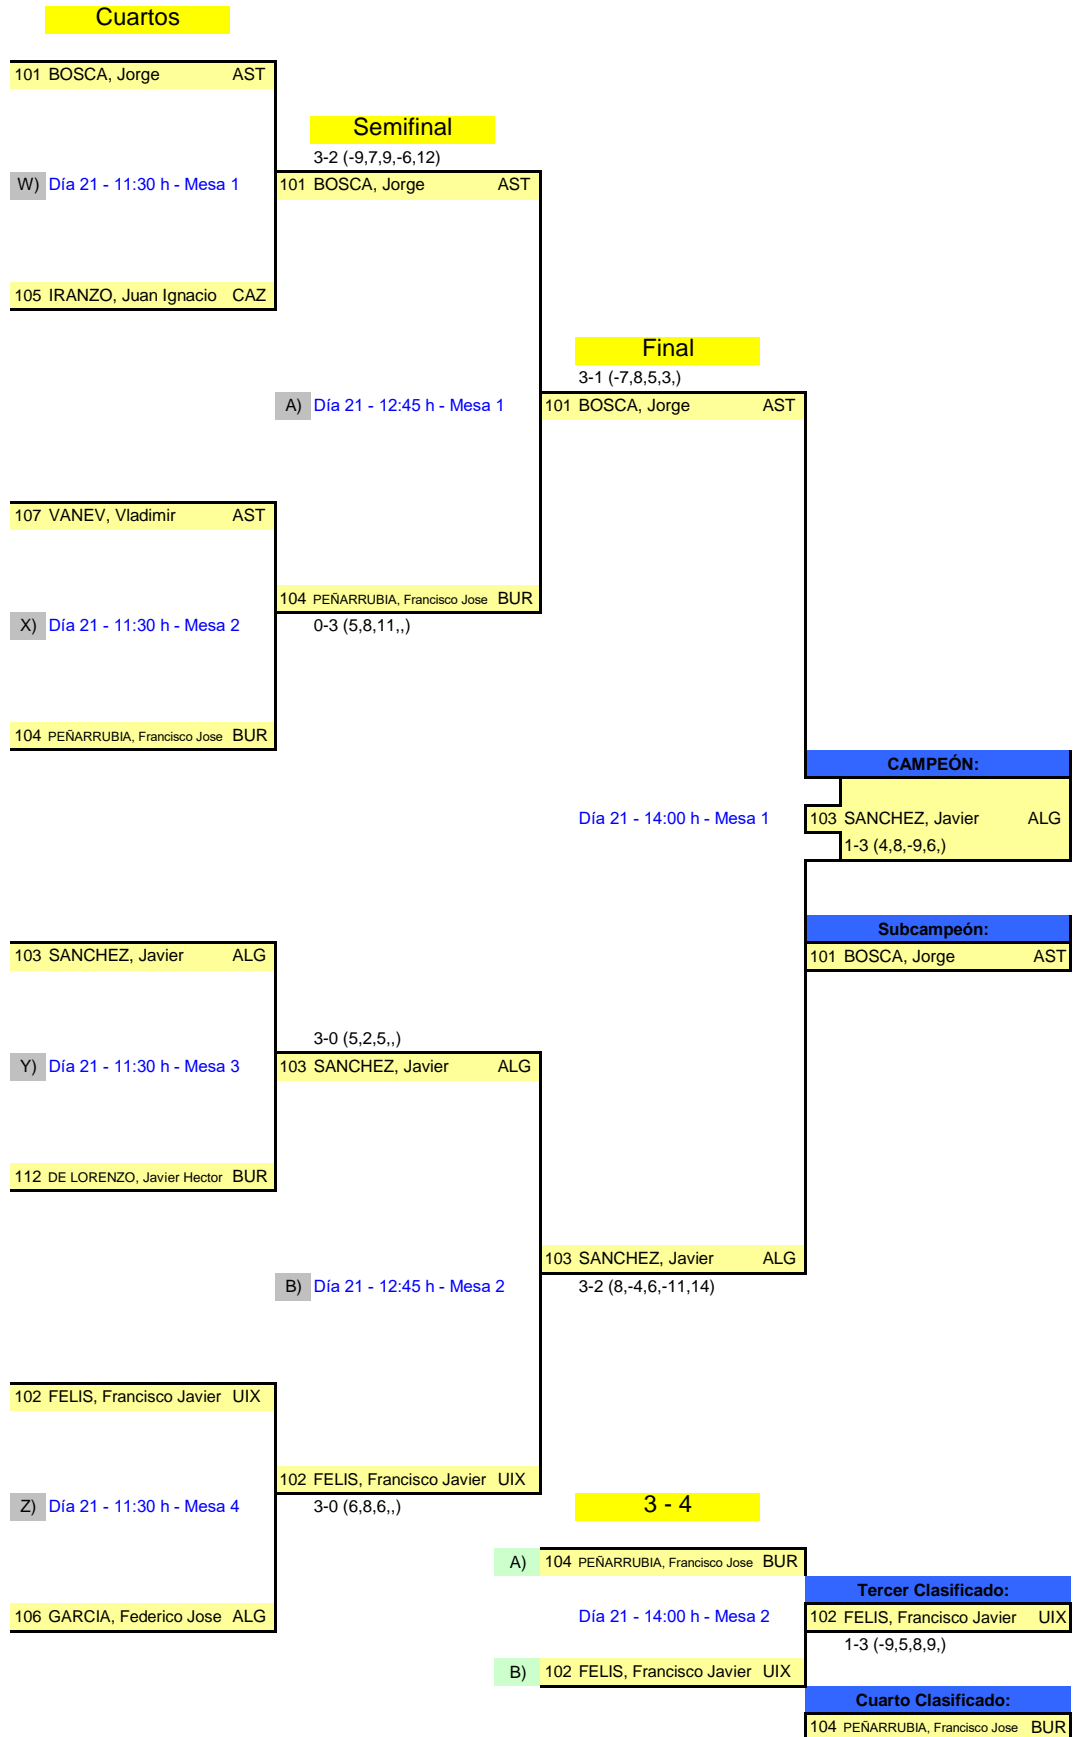 Cuartos
101 BOSCA, Jorge AST
Semifinal
3-2 (-9,7,9,-6,12)
W) Día 21 - 11:30 h - Mesa 1
101 BOSCA, Jorge AST
105 IRANZO, Juan Ignacio CAZ
Final
3-1 (-7,8,5,3,)
A) Día 21 - 12:45 h - Mesa 1
101 BOSCA, Jorge AST
107 VANEV, Vladimir AST
104 PEÑARRUBIA, Francisco Jose BUR
X) Día 21 - 11:30 h - Mesa 2
0-3 (5,8,11,,)
104 PEÑARRUBIA, Francisco Jose BUR
CAMPEÓN:
Día 21 - 14:00 h - Mesa 1
103 SANCHEZ, Javier ALG
1-3 (4,8,-9,6,)
Subcampeón:
103 SANCHEZ, Javier ALG
101 BOSCA, Jorge AST
3-0 (5,2,5,,)
Y) Día 21 - 11:30 h - Mesa 3
103 SANCHEZ, Javier ALG
112 DE LORENZO, Javier Hector BUR
103 SANCHEZ, Javier ALG
B) Día 21 - 12:45 h - Mesa 2
3-2 (8,-4,6,-11,14)
102 FELIS, Francisco Javier UIX
102 FELIS, Francisco Javier UIX
Z) Día 21 - 11:30 h - Mesa 4
3-0 (6,8,6,,)
3 - 4
A) 104 PEÑARRUBIA, Francisco Jose BUR
Tercer Clasificado:
106 GARCIA, Federico Jose ALG
Día 21 - 14:00 h - Mesa 2
102 FELIS, Francisco Javier UIX
1-3 (-9,5,8,9,)
B) 102 FELIS, Francisco Javier UIX
Cuarto Clasificado:
104 PEÑARRUBIA, Francisco Jose BUR